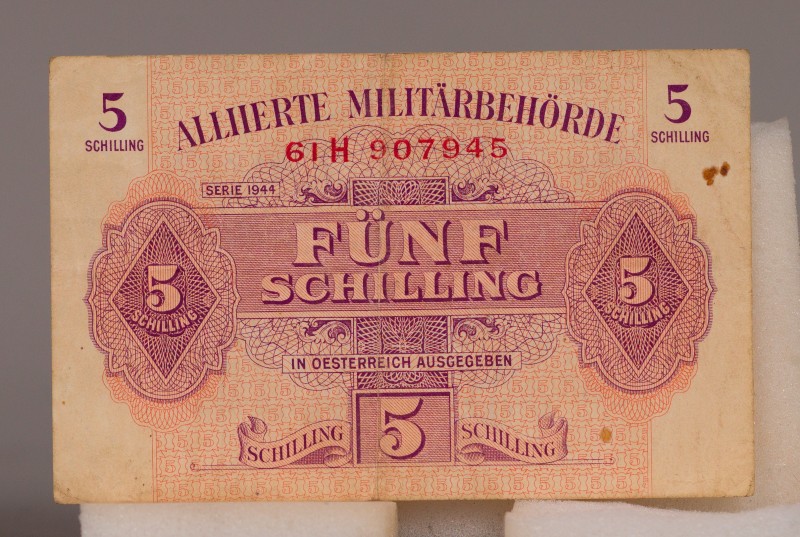 5
SCHILLING
5
SCHILLING
ALLIIERTE MILITÄRBEHÖRDE
61H 907945
SERIE 1944
FÜNF
SCHILLING
5
SCHILLING
5
SCHILLING
IN OESTERREICH AUSGEGEBEN
SCHILLING 5 SCHILLING